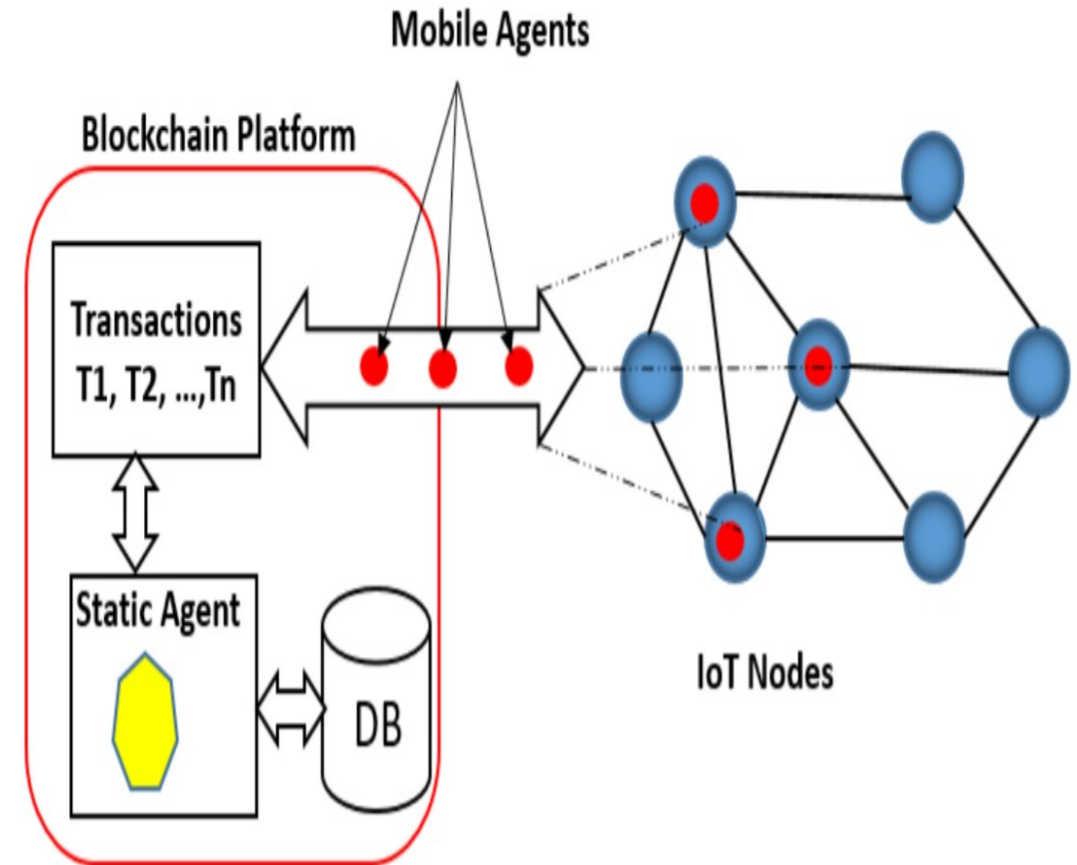 Mobile Agents
Blockchain Platform
Transactions
T1, T2, ...,Tn
Static Agent
DB
IoT Nodes